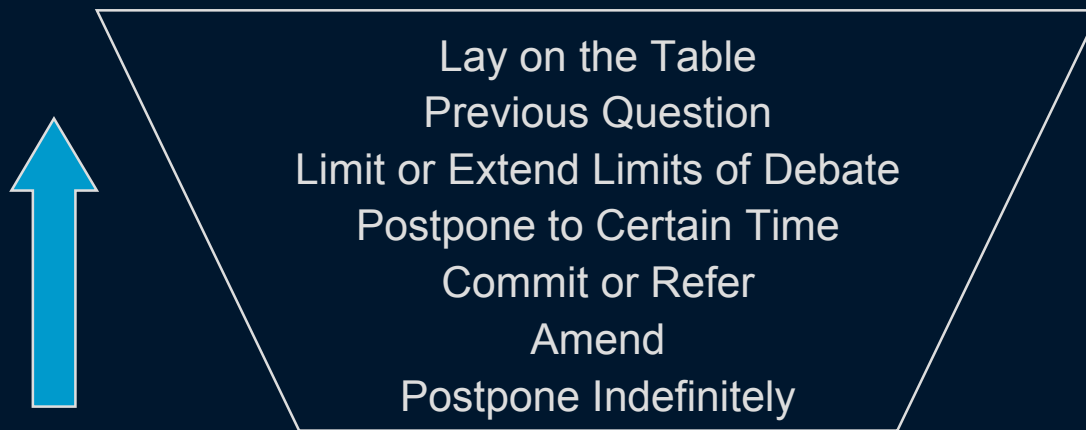 Lay on the Table
Previous Question
Limit or Extend Limits of Debate
Postpone to Certain Time
Commit or Refer
Amend
Postpone Indefinitely